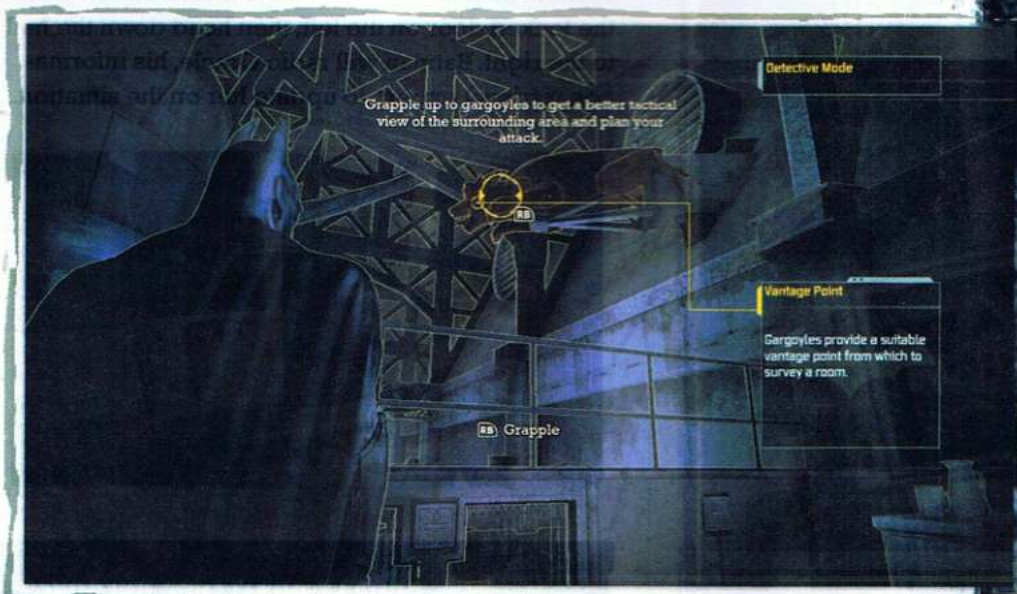 Detective Mode
Grapple up to gargoyles to get a better tactical
view of the surrounding area and plan your
attack.
RB
Vantage Point
Gargoyles provide a suitable
vantage point from which to
survey a room.
RB Grapple